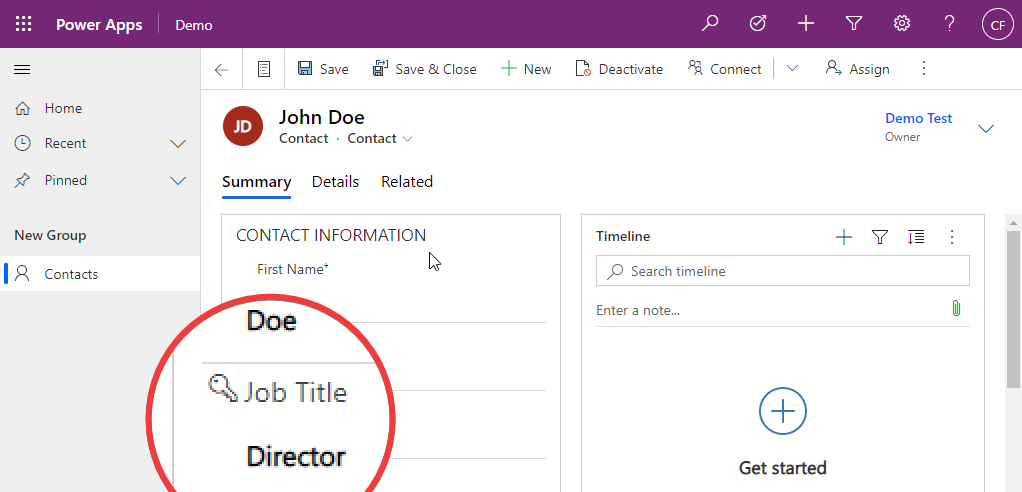 Power Apps Demo CF
Save Save & Close New Deactivate Connect Assign
Home
Recent
Pinned
New Group
Contacts
JD John Doe
Contact · Contact
Demo Test
Owner
Summary Details Related
CONTACT INFORMATION
First Name+
Doe
Job Title
Director
Timeline
Search timeline
Enter a note...
Get started